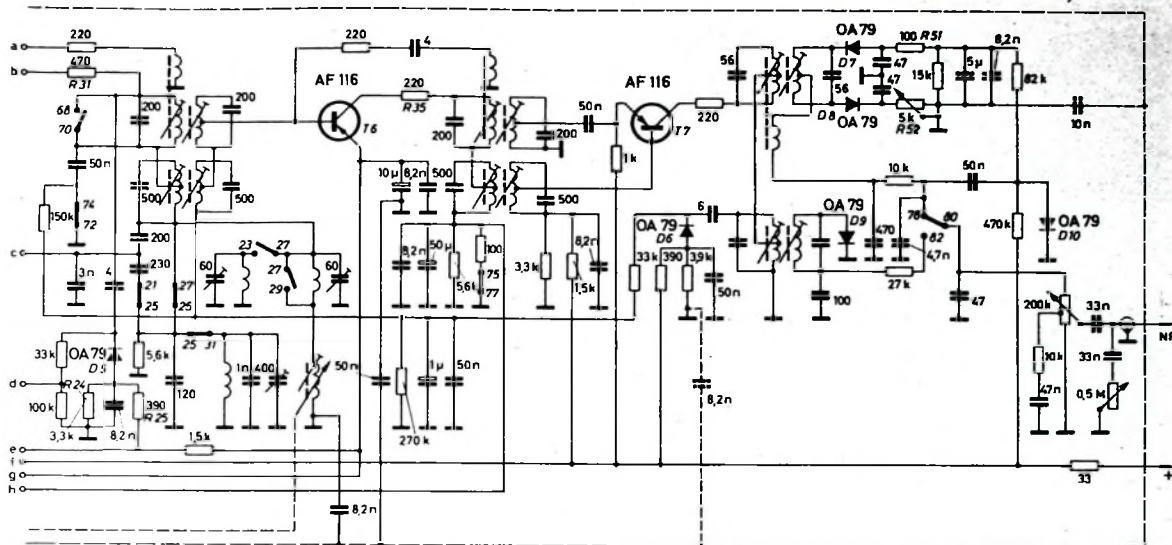 a
220
b
470
R31
68
70
200
200
50n
150k
74
72
500
500
200
c
3n
4
230
21
25
27
25
60
23
27
27
29
60
220
4
AF 116
T6
220
R35
200
200
50n
10µ
8,2n
500
500
8,2n
50µ
5,6k
100
75
77
3,3k
1,5k
8,2n
AF 116
T7
220
1k
56
56
OA 79
D7
47
47
D8
OA 79
100 R51
15k
5k
R52
5µ
8,2n
82k
10n
10k
50n
6
OA 79
D6
33k
390
3,9k
50n
D9
OA 79
470
4,7n
78
80
82
27k
100
47
470k
OA 79
D10
200k
33n
NF
10k
47n
33n
0,5M
33k
OA 79
D5
5,6k
25
31
120
1n
400
d
R24
100k
3,3k
8,2n
390
R25
50n
270k
1µ
50n
8,2n
e
1,5k
f
g
h
8,2n
33
+